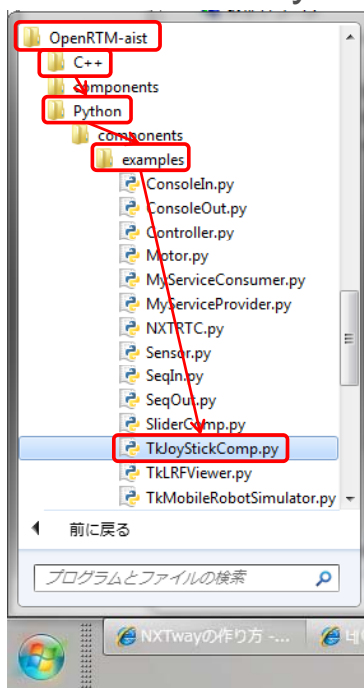 OpenRTM-aist
C++
components
Python
components
examples
ConsoleIn.py
ConsoleOut.py
Controller.py
Motor.py
MyServiceConsumer.py
MyServiceProvider.py
NXTRTC.py
Sensor.py
SeqIn.py
SeqOut.py
SliderComp.py
TkJoyStickComp.py
TkLRFViewer.py
TkMobileRobotSimulator.py
前に戻る
プログラムとファイルの検索
NXTwayの作り方 -...